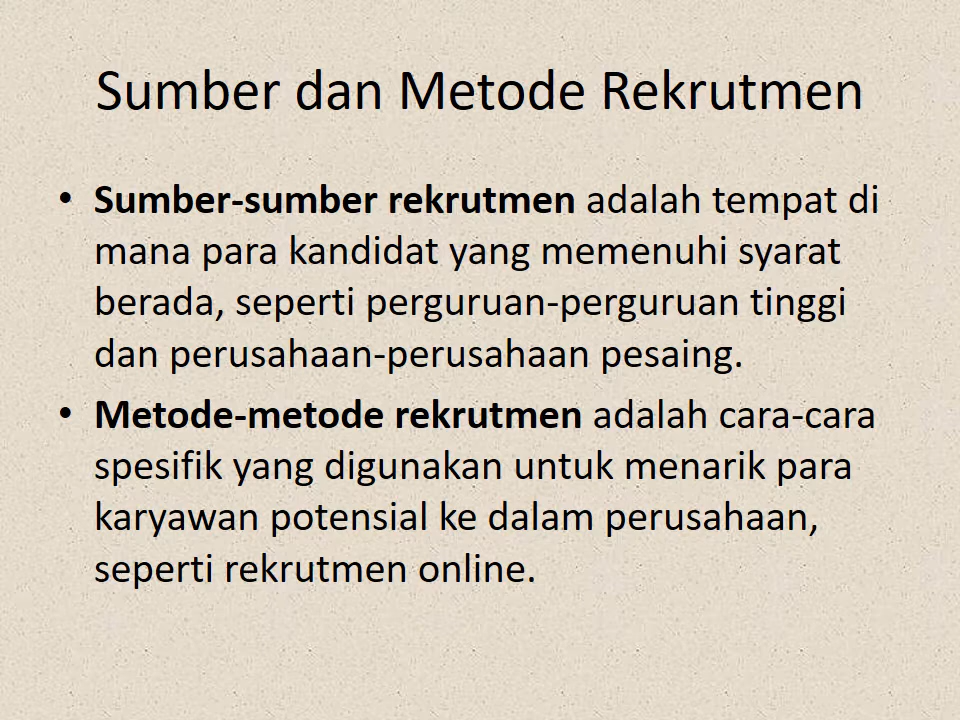 Sumber dan Metode Rekrutmen
• Sumber-sumber rekrutmen adalah tempat di
mana para kandidat yang memenuhi syarat
berada, seperti perguruan-perguruan tinggi
dan perusahaan-perusahaan pesaing.
• Metode-metode rekrutmen adalah cara-cara
spesifik yang digunakan untuk menarik para
karyawan potensial ke dalam perusahaan,
seperti rekrutmen online.